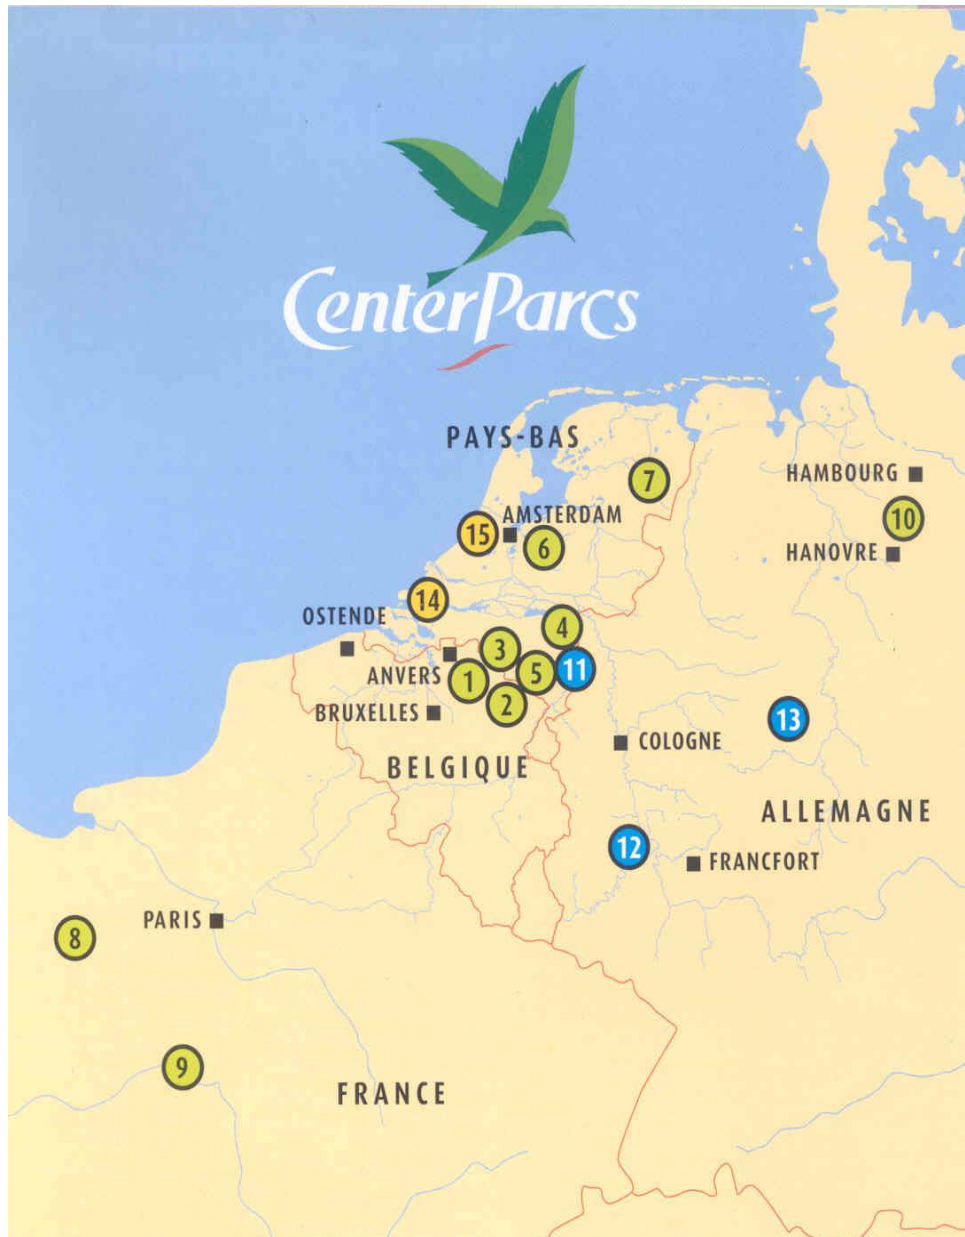 CenterParcs
PAYS-BAS
7
HAMBOURG
10
AMSTERDAM
15
6
HANOVRE
14
OSTENDE
4
3
ANVERS
1
5
11
2
BRUXELLES
13
COLOGNE
BELGIQUE
ALLEMAGNE
12
FRANCFORT
PARIS
8
9
FRANCE